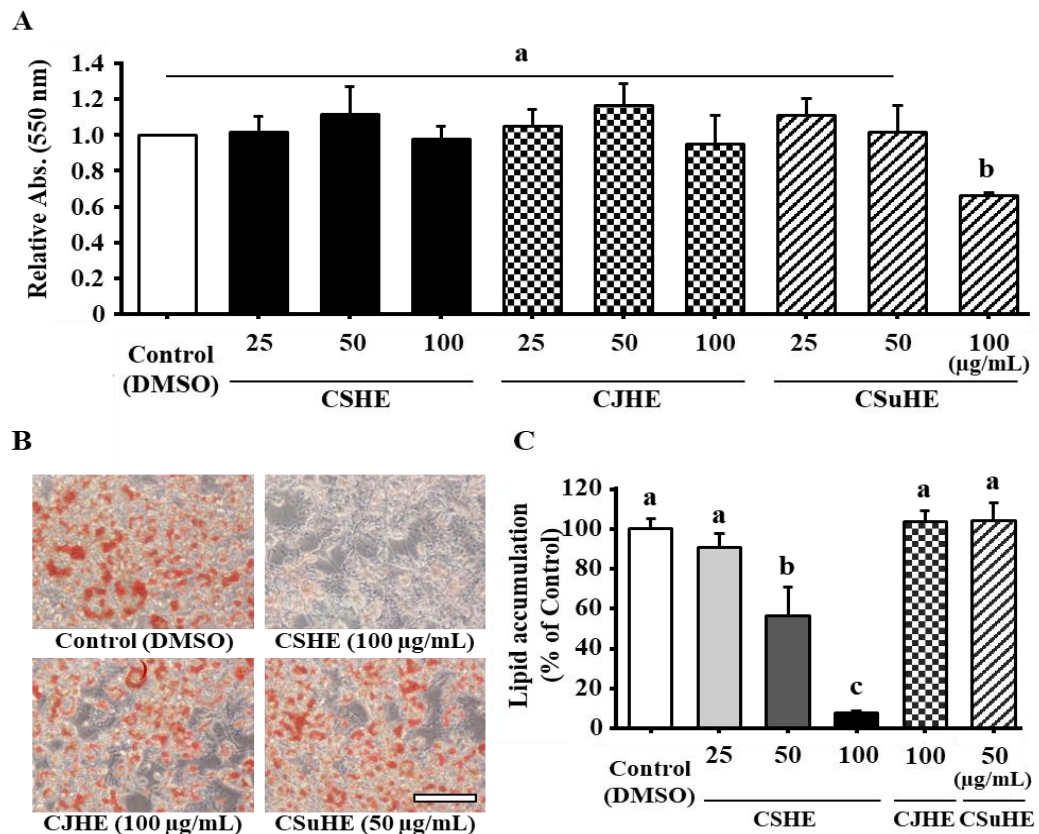 A
a
1.4
1.2
1.0
0.8
0.6
0.4
0.2
0
Relative Abs. (550 nm)
b
Control
(DMSO)
25 50 100 25 50 100 25 50 100
(µg/mL)
CSHE CJHE CSuHE
B
Control (DMSO) CSHE (100 µg/mL)
CJHE (100 µg/mL) CSuHE (50 µg/mL)
C
120
100
80
60
40
20
0
Lipid accumulation
(% of Control)
a a b c a a
Control
(DMSO)
25 50 100 100 50
(µg/mL)
CSHE CJHE CSuHE